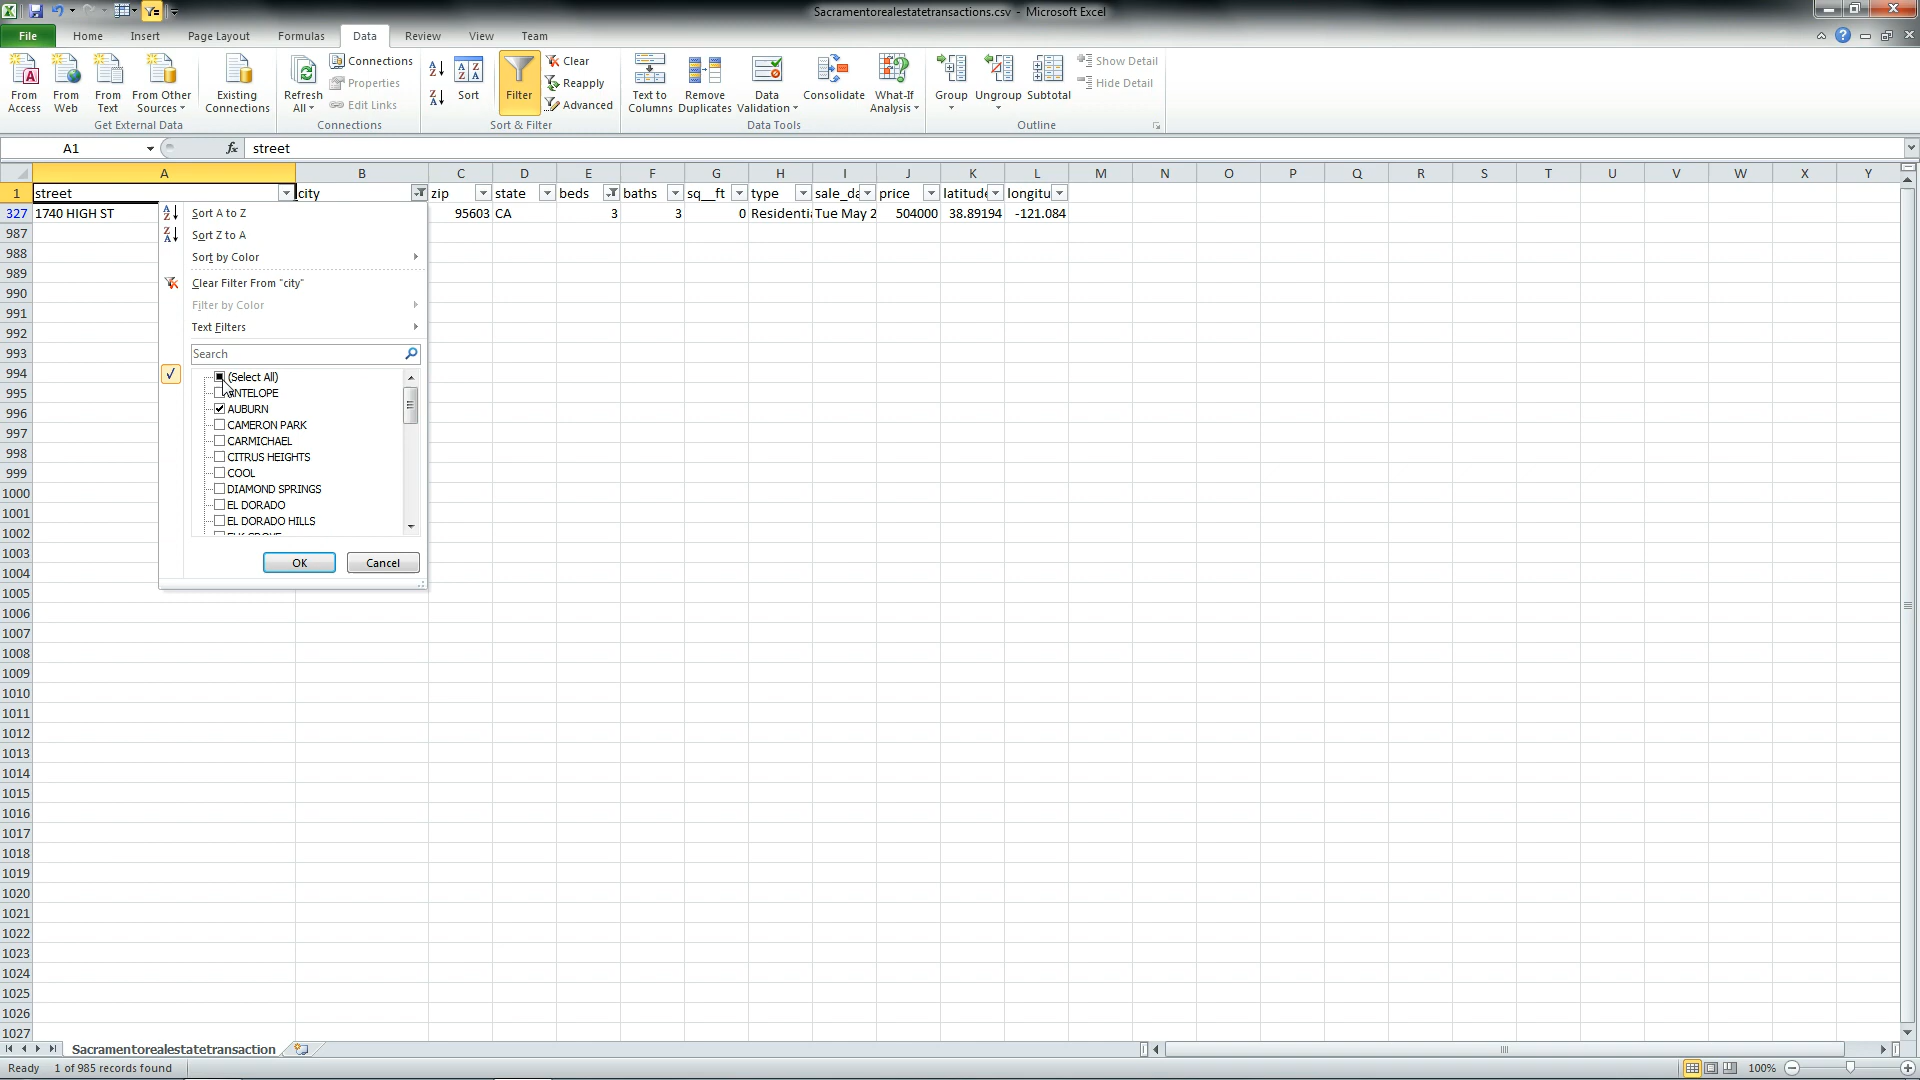 Sacramentorealestatetransactions.csv - Microsoft Excel
File Home Insert Page Layout Formulas Data Review View Team
From Access
From Web
From Text
From Other Sources
Existing Connections
Get External Data
Refresh All
Connections
Properties
Edit Links
Connections
Sort
Filter
Clear
Reapply
Advanced
Sort & Filter
Text to Columns
Remove Duplicates
Data Validation
Consolidate
What-If Analysis
Data Tools
Group
Ungroup
Subtotal
Show Detail
Hide Detail
Outline
A1 fx street
A B C D E F G H I J K L M N O P Q R S T U V W X Y
1 street city zip state beds baths sq__ft type sale_da price latitude longitu
327 1740 HIGH ST 95603 CA 3 3 0 Residenti Tue May 2 504000 38.89194 -121.084
987
988
989
990
991
992
993
994
995
996
997
998
999
1000
1001
1002
1003
1004
1005
1006
1007
1008
1009
1010
1011
1012
1013
1014
1015
1016
1017
1018
1019
1020
1021
1022
1023
1024
1025
1026
1027
Sort A to Z
Sort Z to A
Sort by Color
Clear Filter From "city"
Filter by Color
Text Filters
Search
(Select All)
ANTELOPE
AUBURN
CAMERON PARK
CARMICHAEL
CITRUS HEIGHTS
COOL
DIAMOND SPRINGS
EL DORADO
EL DORADO HILLS
OK Cancel
Sacramentorealestatetransaction
Ready 1 of 985 records found 100%